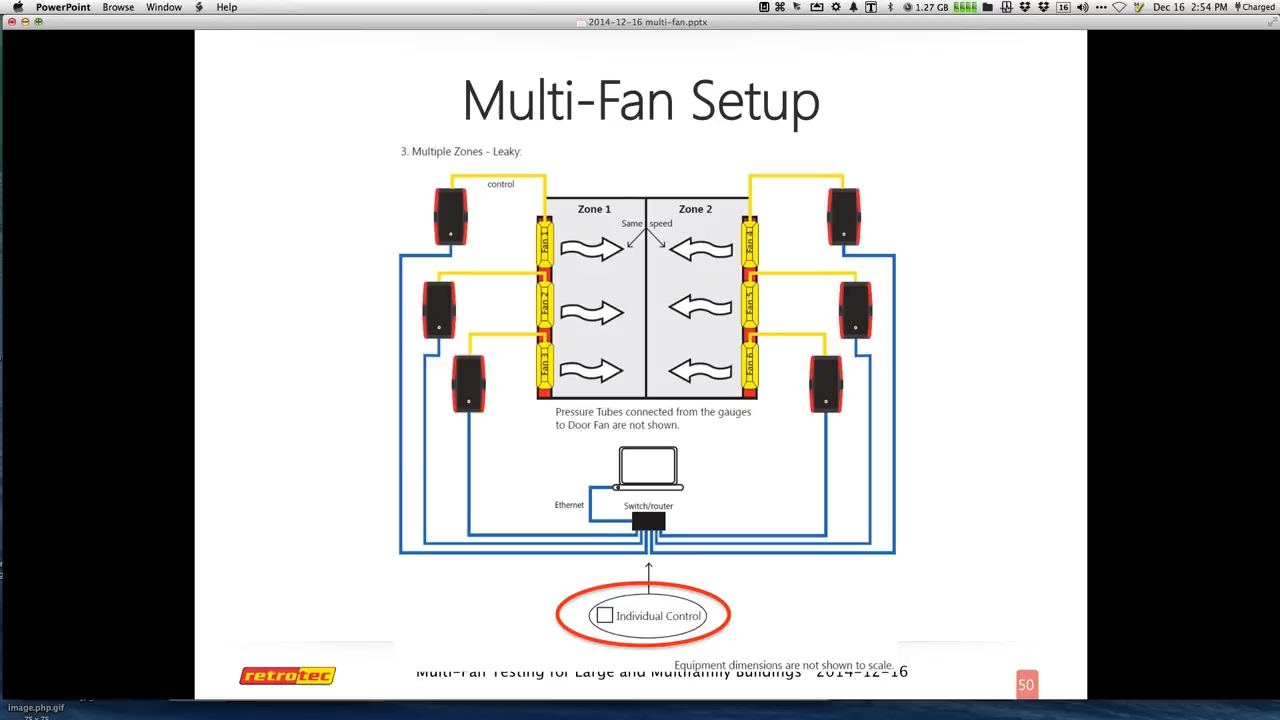 PowerPoint Browse Window Help 1.27 GB 16 Dec 16 2:54 PM Charged
2014-12-16 multi-fan.pptx
Multi-Fan Setup
3. Multiple Zones - Leaky:
control
Zone 1 Zone 2
Same speed
Fan 1 Fan 4
Fan 2 Fan 5
Fan 3 Fan 6
Pressure Tubes connected from the gauges
to Door Fan are not shown.
Ethernet
Switch/router
Individual Control
Equipment dimensions are not shown to scale.
retrotec
Multi-Fan Testing for Large and Multifamily Buildings 2014-12-16
50
image.php.gif
75 x 75